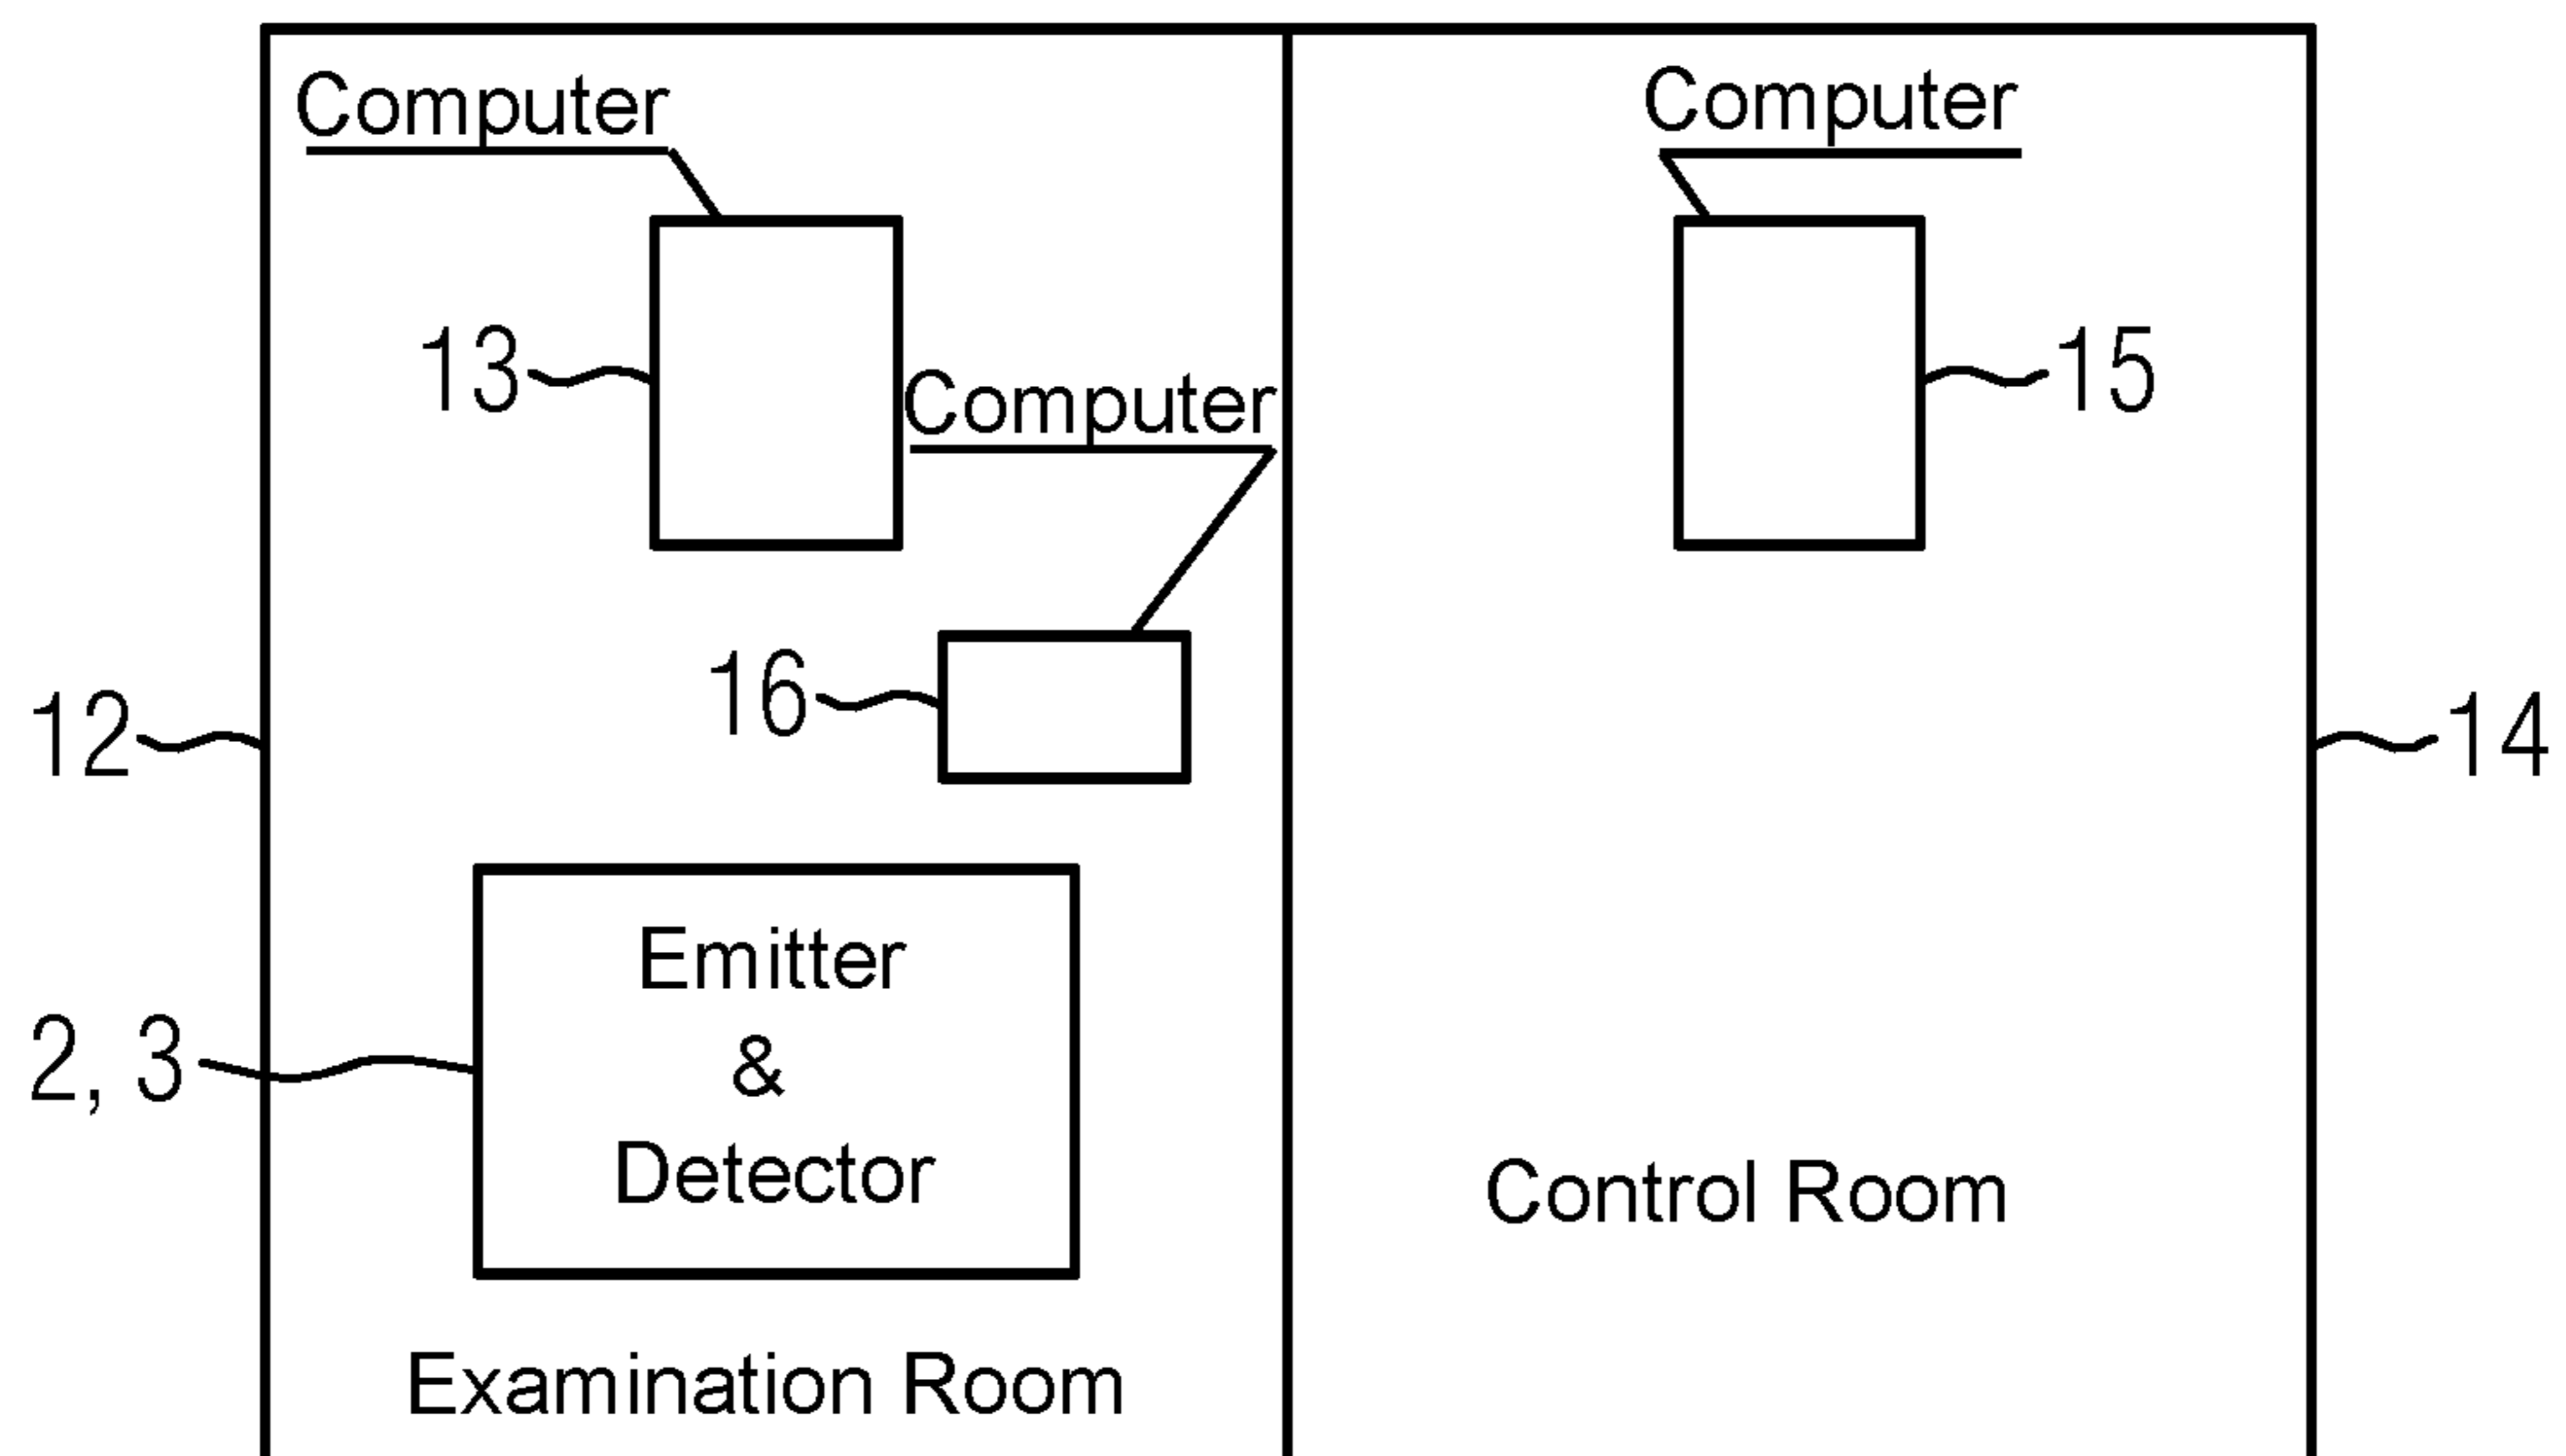 Computer
Computer
13
Computer
15
16
12
14
Emitter
&
Detector
2, 3
Control Room
Examination Room